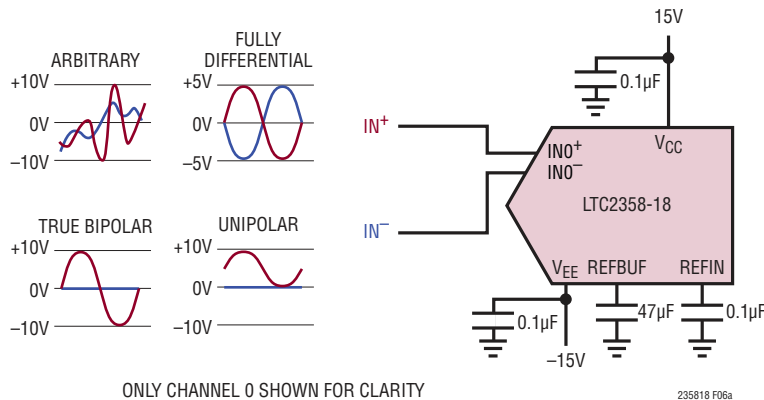 ARBITRARY
+10V
0V
–10V
FULLY
DIFFERENTIAL
+5V
0V
–5V
TRUE BIPOLAR
+10V
0V
–10V
UNIPOLAR
+10V
0V
–10V
15V
0.1µF
IN+
IN–
IN0+
IN0–
VCC
LTC2358-18
VEE REFBUF REFIN
0.1µF
47µF
0.1µF
–15V
ONLY CHANNEL 0 SHOWN FOR CLARITY
235818 F06a